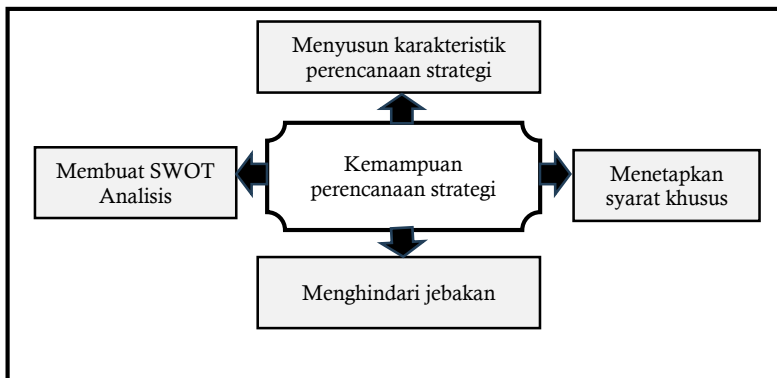 Menyusun karakteristik
perencanaan strategi
Membuat SWOT
Analisis
Kemampuan
perencanaan strategi
Menetapkan
syarat khusus
Menghindari jebakan